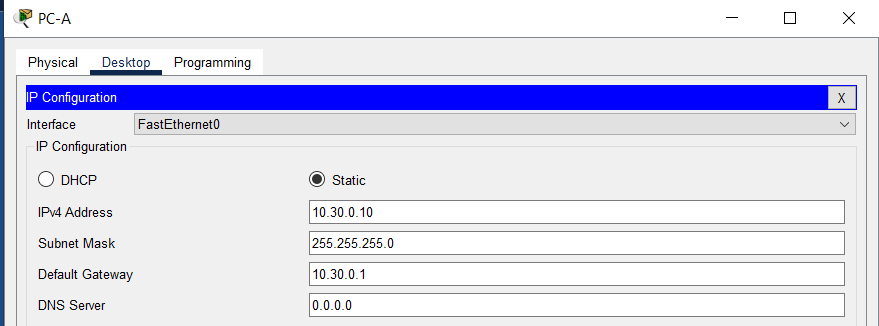 PC-A
Physical Desktop Programming
IP Configuration X
Interface FastEthernet0
IP Configuration
DHCP Static
IPv4 Address 10.30.0.10
Subnet Mask 255.255.255.0
Default Gateway 10.30.0.1
DNS Server 0.0.0.0